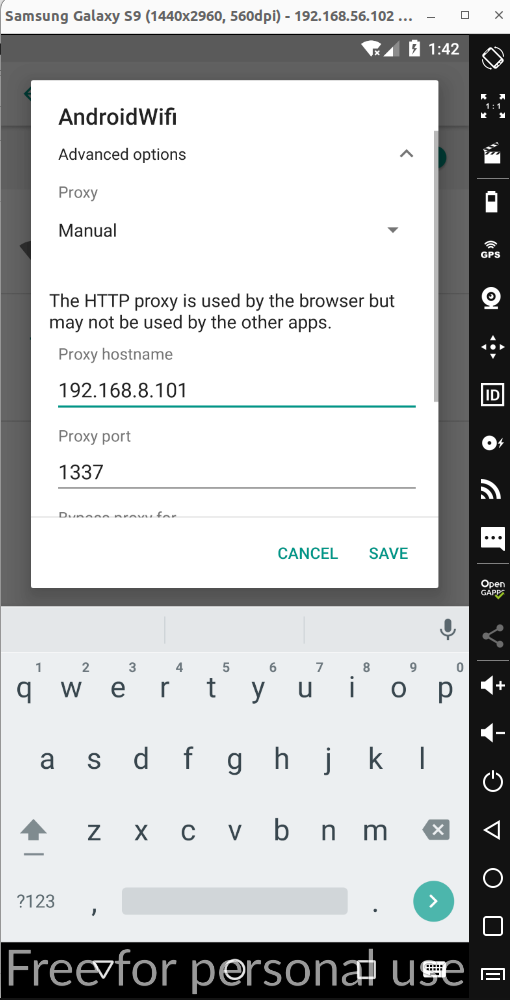 Samsung Galaxy S9 (1440x2960, 560dpi) - 192.168.56.102 ...
1:42
AndroidWifi
Advanced options
Proxy
Manual
The HTTP proxy is used by the browser but
may not be used by the other apps.
Proxy hostname
192.168.8.101
Proxy port
1337
Bypass proxy for
CANCEL SAVE
1 2 3 4 5 6 7 8 9 0
q w e r t y u i o p
a s d f g h j k l
z x c v b n m
?123 , .
Free for personal use
1:1
GPS
ID
Open
GAPPS